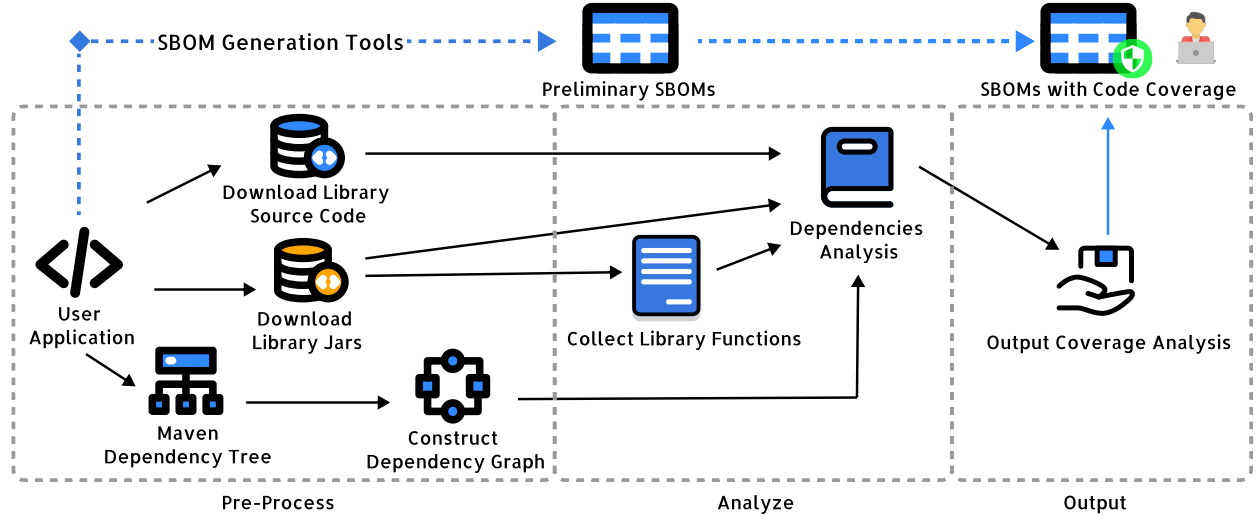 SBOM Generation Tools
Preliminary SBOMs
SBOMs with Code Coverage
Download Library
Source Code
User
Application
Download
Library Jars
Maven
Dependency Tree
Construct
Dependency Graph
Collect Library Functions
Dependencies
Analysis
Output Coverage Analysis
Pre-Process
Analyze
Output